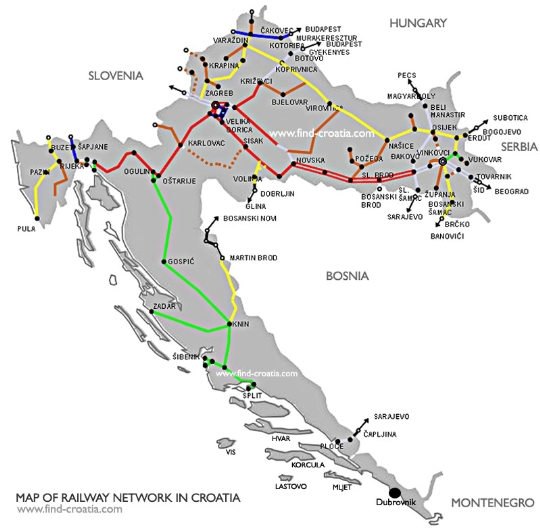 HUNGARY
BUDAPEST
ČAKOVEC
MURAKERESZTUR
VARAŽDIN
KOTORIBA
BUDAPEST
GYEKENYES
BOTOVO
KRAPINA
KOPRIVNICA
SLOVENIA
PECS
KRIŽEVCI
MAGYARBOLY
ZAGREB
BJELOVAR
VIROVITICA
BELI
MANASTIR
SUBOTICA
VELIKA
GORICA
www.find-croatia.com
OSIJEK
BOGOJEVO
ERDUT
BUZET
ŠAPJANE
KARLOVAC
SISAK
NAŠICE
SERBIA
RIJEKA
NOVSKA
POŽEGA
ĐAKOVO
VINKOVCI
VUKOVAR
PAZIN
OGULIN
OŠTARIJE
VOLINJA
SL. BROD
TOVARNIK
DOBERLJIN
BOSANSKI
BROD
SL.
ŠAMAC
ŽUPANJA
ŠID
BEOGRAD
GLINA
BOSANSKI
ŠAMAC
PULA
BOSANSKI NOVI
SARAJEVO
BRČKO
BANOVIĆI
GOSPIĆ
MARTIN BROD
BOSNIA
ZADAR
KNIN
ŠIBENIK
www.find-croatia.com
SPLIT
SARAJEVO
HVAR
ČAPLJINA
VIS
PLOČE
KORCULA
LASTOVO
MLJET
Dubrovnik
MAP OF RAILWAY NETWORK IN CROATIA
MONTENEGRO
www.find-croatia.com